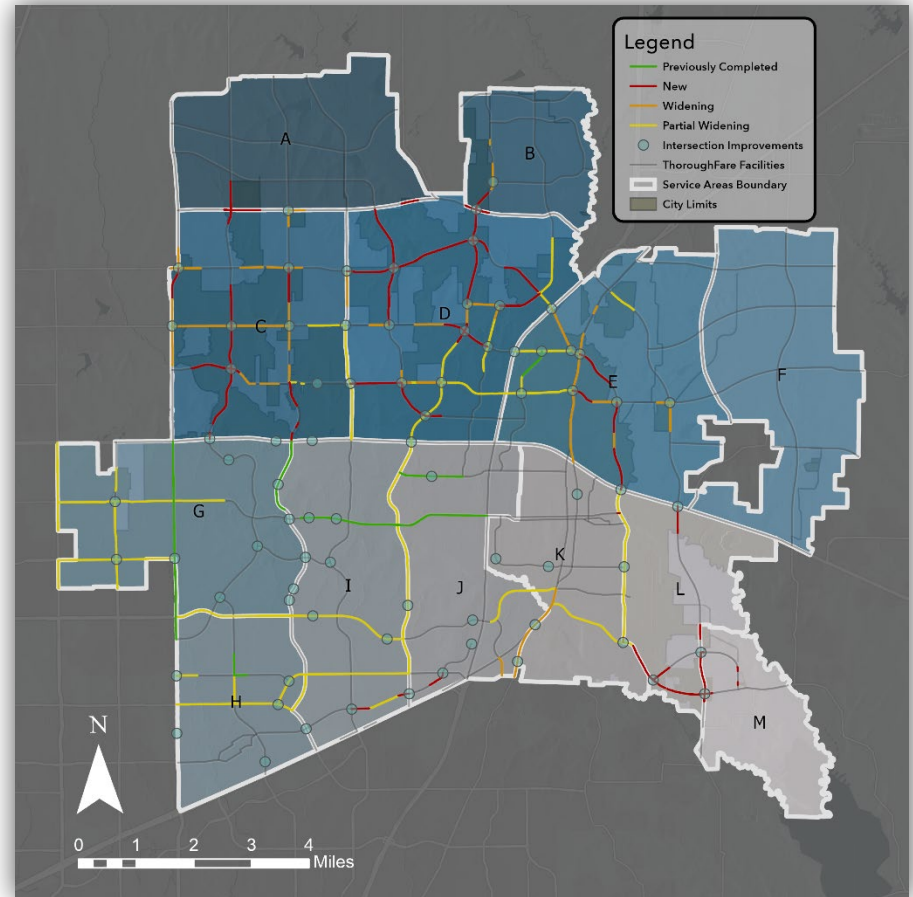 Legend
Previously Completed
New
Widening
Partial Widening
Intersection Improvements
ThoroughFare Facilities
Service Areas Boundary
City Limits
A
B
C
D
E
F
G
H
I
J
K
L
M
N
0 1 2 3 4
Miles